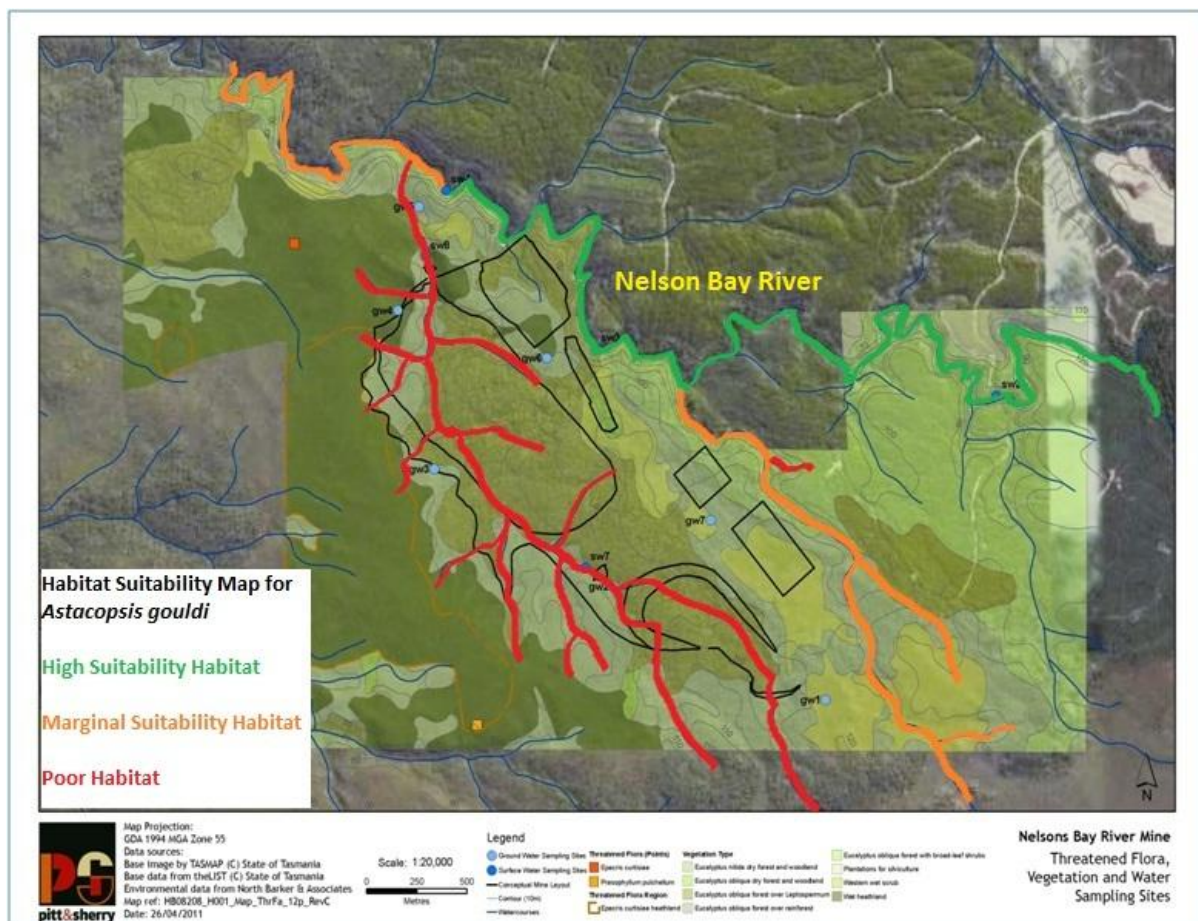 Nelson Bay River
sw8
gw4
gw6
gw3
gw7
sw7
gw2
gw1
110
100
120
110
Habitat Suitability Map for
Astacopsis gouldi
High Suitability Habitat
Marginal Suitability Habitat
Poor Habitat
N
pitt&sherry
Map Projection:
GDA 1994 MGA Zone 55
Data sources:
Base image by TASMAP (C) State of Tasmania
Base data from theLIST (C) State of Tasmania
Environmental data from North Barker & Associates
Map ref: HB08208_H001_Map_ThrFa_12p_RevC
Date: 26/04/2011
Scale: 1:20,000
0 250 500
Metres
Legend
Ground Water Sampling Sites
Surface Water Sampling Sites
Conceptual Mine Layout
Contour (10m)
Watercourses
Threatened Flora (Points)
Epacris curtisiae
Prasophyllum pulchellum
Threatened Flora Region
Epacris curtisiae heathland
Vegetation Type
Eucalyptus nitida dry forest and woodland
Eucalyptus obliqua dry forest and woodland
Eucalyptus obliqua forest over Leptospermum
Eucalyptus obliqua forest over rainforest
Eucalyptus obliqua forest with broad-leaf shrubs
Plantations for silviculture
Western wet scrub
Wet heathland
Nelsons Bay River Mine
Threatened Flora,
Vegetation and Water
Sampling Sites